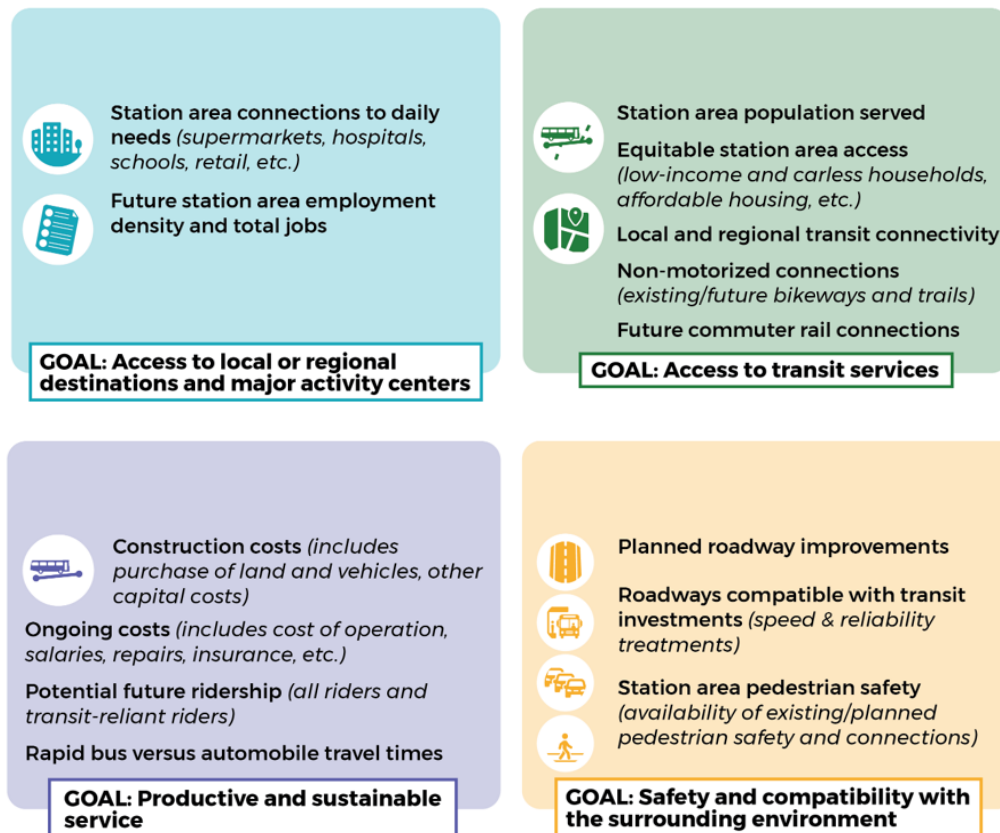 Station area connections to daily
needs (supermarkets, hospitals,
schools, retail, etc.)
Future station area employment
density and total jobs
GOAL: Access to local or regional
destinations and major activity centers
Station area population served
Equitable station area access
(low-income and carless households,
affordable housing, etc.)
Local and regional transit connectivity
Non-motorized connections
(existing/future bikeways and trails)
Future commuter rail connections
GOAL: Access to transit services
Construction costs (includes
purchase of land and vehicles, other
capital costs)
Ongoing costs (includes cost of operation,
salaries, repairs, insurance, etc.)
Potential future ridership (all riders and
transit-reliant riders)
Rapid bus versus automobile travel times
GOAL: Productive and sustainable
service
Planned roadway improvements
Roadways compatible with transit
investments (speed & reliability
treatments)
Station area pedestrian safety
(availability of existing/planned
pedestrian safety and connections)
GOAL: Safety and compatibility with
the surrounding environment